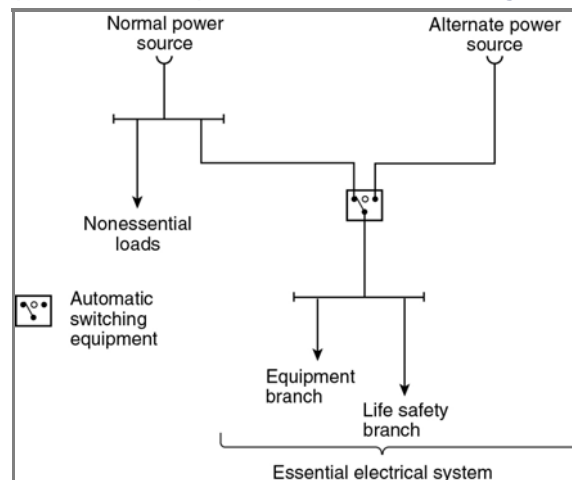 Normal power
source
Alternate power
source
Nonessential
loads
Automatic
switching
equipment
Equipment
branch
Life safety
branch
Essential electrical system